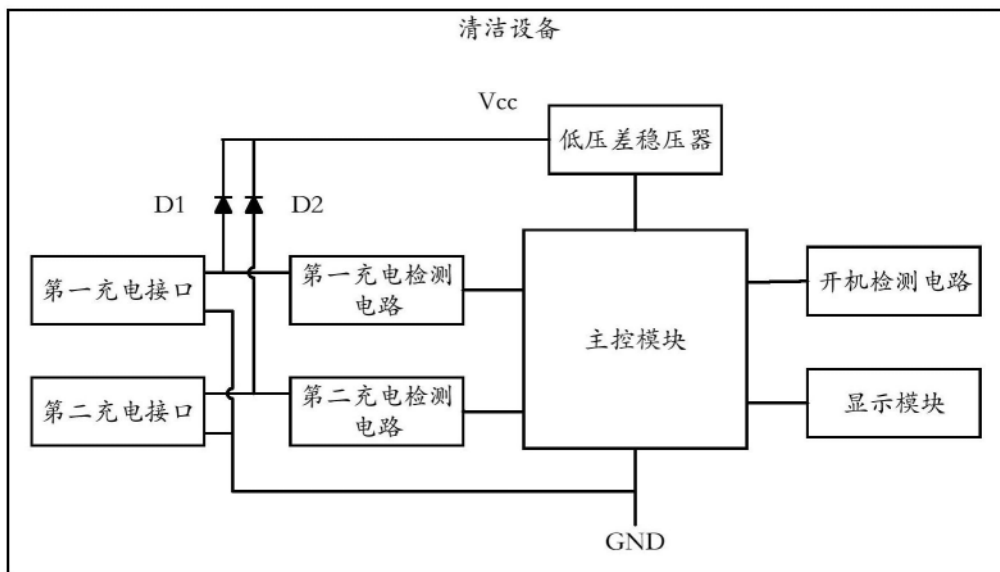 清洁设备
Vcc
低压差稳压器
D1
D2
第一充电接口
第一充电检测
电路
主控模块
开机检测电路
第二充电接口
第二充电检测
电路
显示模块
GND